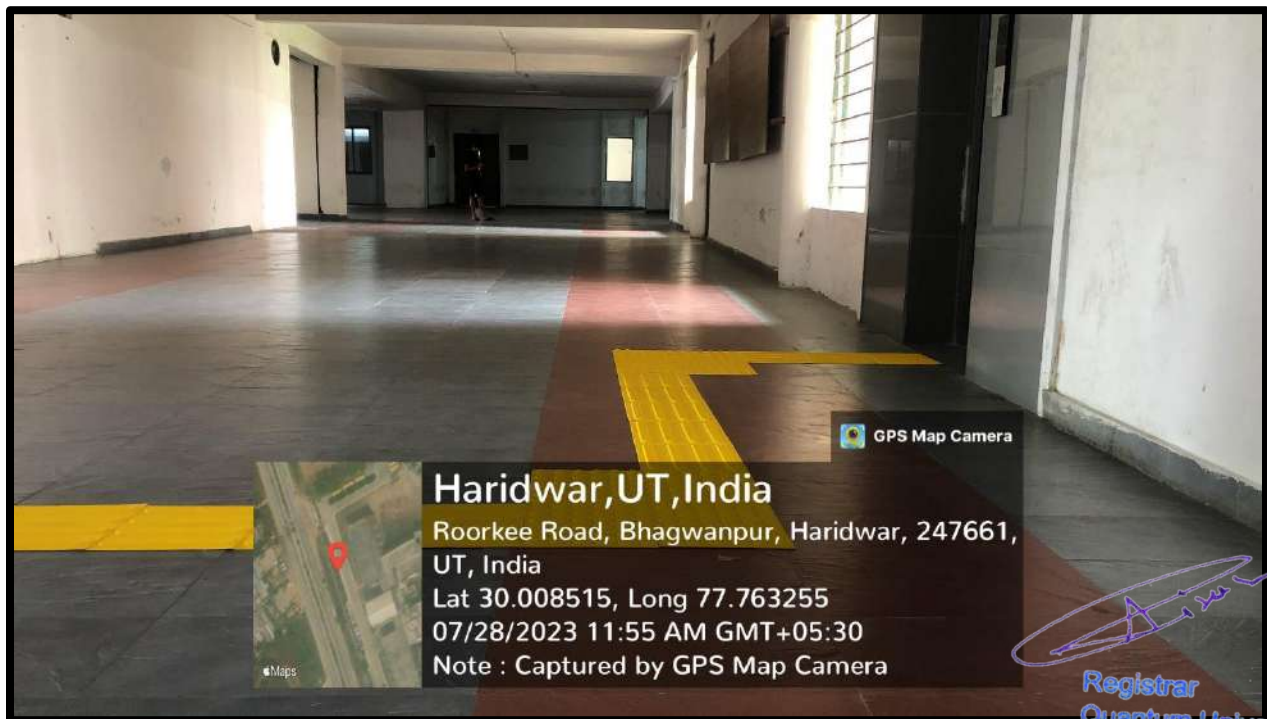 GPS Map Camera
Haridwar,UT,India
Roorkee Road, Bhagwanpur, Haridwar, 247661,
UT, India
Lat 30.008515, Long 77.763255
07/28/2023 11:55 AM GMT+05:30
Note : Captured by GPS Map Camera
Maps
Registrar
Quantum